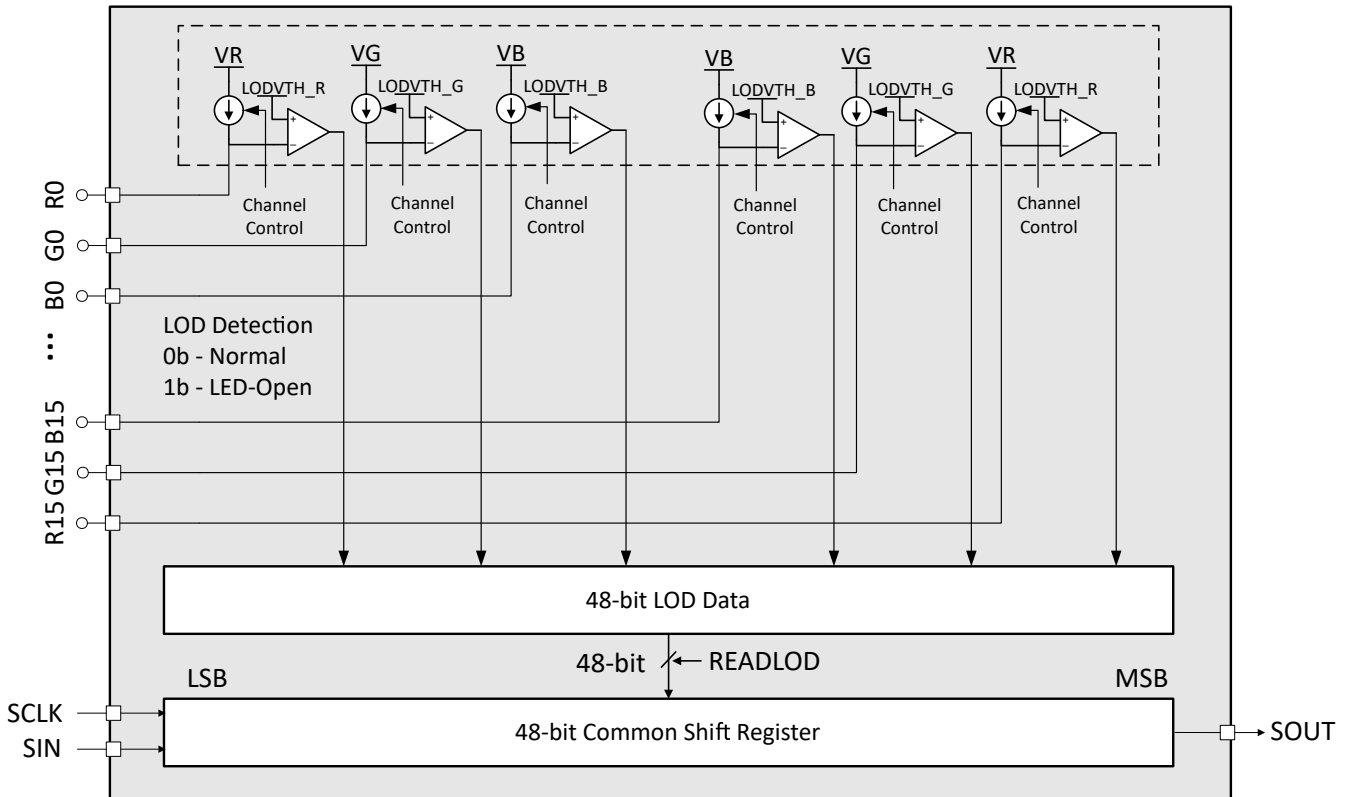 VR
VG
VB
VB
VG
VR
LODVTH_R
LODVTH_G
LODVTH_B
LODVTH_B
LODVTH_G
LODVTH_R
+
−
+
−
+
−
+
−
+
−
+
−
Channel
Control
Channel
Control
Channel
Control
Channel
Control
Channel
Control
Channel
Control
R0
G0
B0
...
B15
G15
R15
LOD Detection
0b - Normal
1b - LED-Open
48-bit LOD Data
48-bit
READLOD
LSB
MSB
SCLK
SIN
48-bit Common Shift Register
SOUT